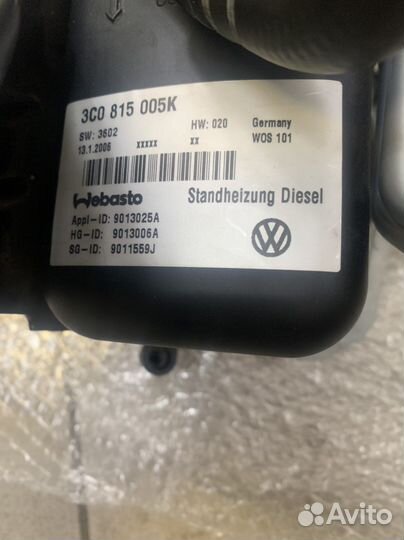 3C0 815 005K
SW: 3602 HW: 020 Germany
13.1.2006 xxxxx xx WOS 101
Webasto Standheizung Diesel
Appl-ID: 9013025A
HG-ID: 9013006A
SG-ID: 9011559J
Avito